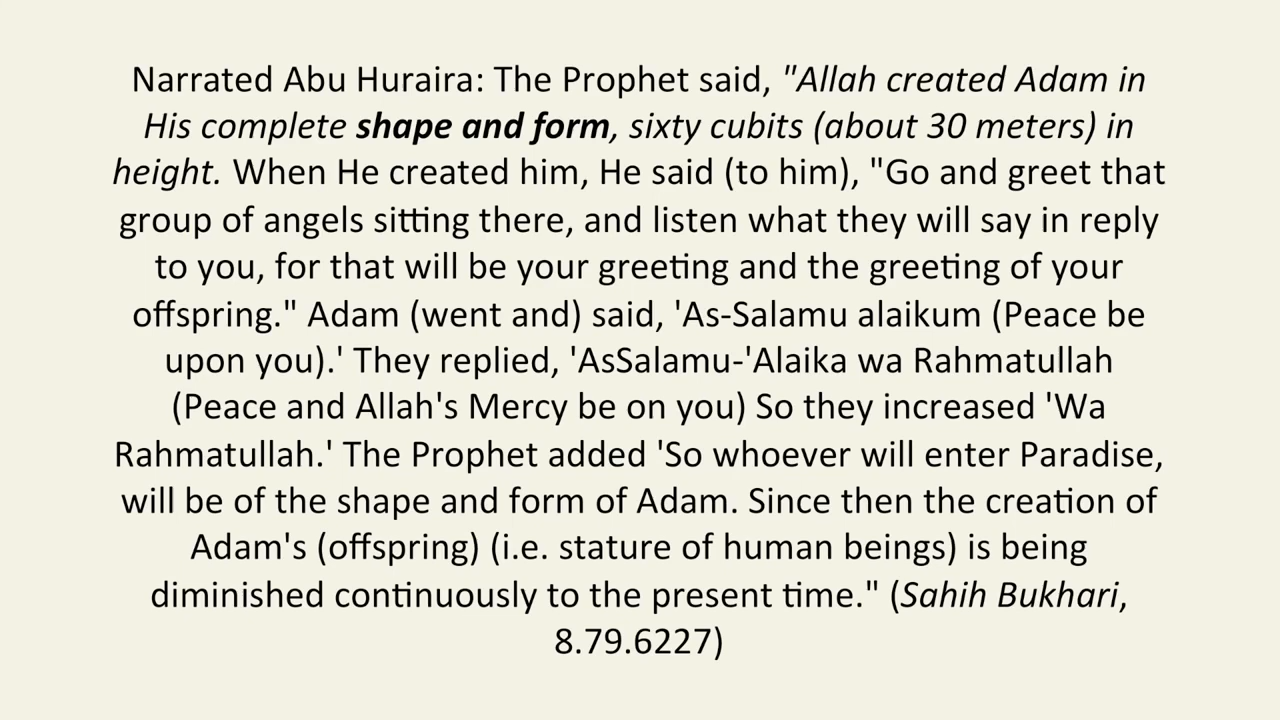 Narrated Abu Huraira: The Prophet said, "Allah created Adam in
His complete shape and form, sixty cubits (about 30 meters) in
height. When He created him, He said (to him), "Go and greet that
group of angels sitting there, and listen what they will say in reply
to you, for that will be your greeting and the greeting of your
offspring." Adam (went and) said, 'As-Salamu alaikum (Peace be
upon you).' They replied, 'AsSalamu-'Alaika wa Rahmatullah
(Peace and Allah's Mercy be on you) So they increased 'Wa
Rahmatullah.' The Prophet added 'So whoever will enter Paradise,
will be of the shape and form of Adam. Since then the creation of
Adam's (offspring) (i.e. stature of human beings) is being
diminished continuously to the present time." (Sahih Bukhari,
8.79.6227)